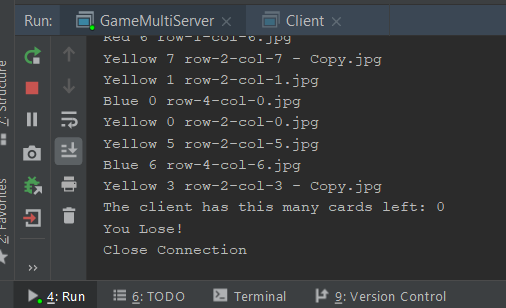 Run: GameMultiServer × Client ×
Red 6 row-1-col-6.jpg
Yellow 7 row-2-col-7 - Copy.jpg
Yellow 1 row-2-col-1.jpg
Blue 0 row-4-col-0.jpg
Yellow 0 row-2-col-0.jpg
Yellow 5 row-2-col-5.jpg
Blue 6 row-4-col-6.jpg
Yellow 3 row-2-col-3 - Copy.jpg
The client has this many cards left: 0
You Lose!
Close Connection
7: Structure
2: Favorites
4: Run 6: TODO Terminal 9: Version Control